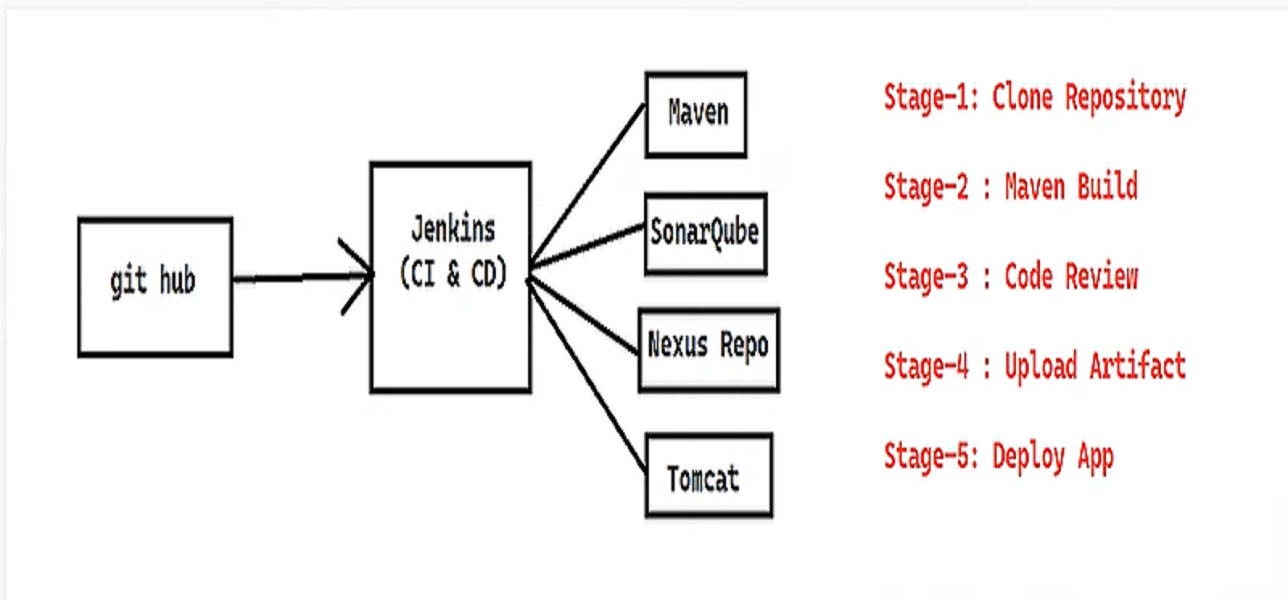 git hub
Jenkins
(CI & CD)
Maven
SonarQube
Nexus Repo
Tomcat
Stage-1: Clone Repository
Stage-2 : Maven Build
Stage-3 : Code Review
Stage-4 : Upload Artifact
Stage-5: Deploy App